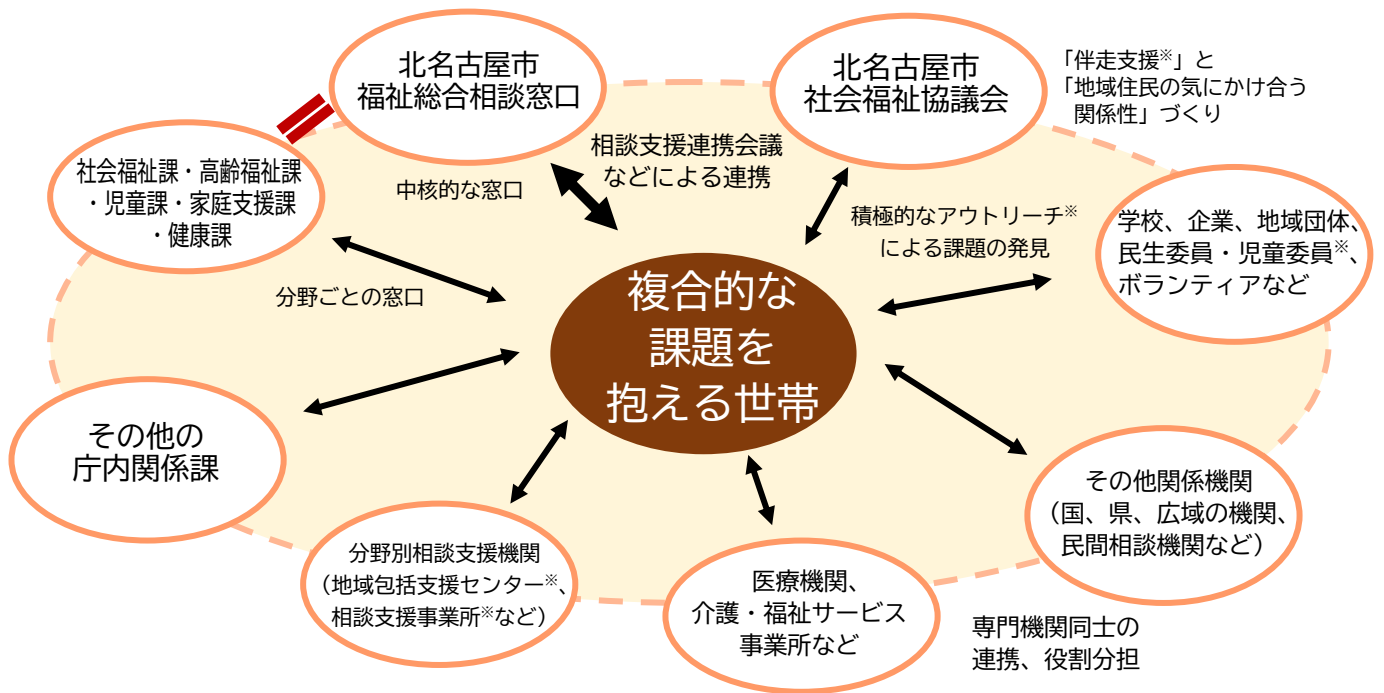 北名古屋市
福祉総合相談窓口
北名古屋市
社会福祉協議会
「伴走支援※」と
「地域住民の気にかけ合う
関係性」づくり
社会福祉課・高齢福祉課
・児童課・家庭支援課
・健康課
中核的な窓口
相談支援連携会議
などによる連携
積極的なアウトリーチ※
による課題の発見
学校、企業、地域団体、
民生委員・児童委員※、
ボランティアなど
分野ごとの窓口
複合的な
課題を
抱える世帯
その他の
庁内関係課
その他関係機関
（国、県、広域の機関、
民間相談機関など）
分野別相談支援機関
（地域包括支援センター※、
相談支援事業所※など）
医療機関、
介護・福祉サービス
事業所など
専門機関同士の
連携、役割分担